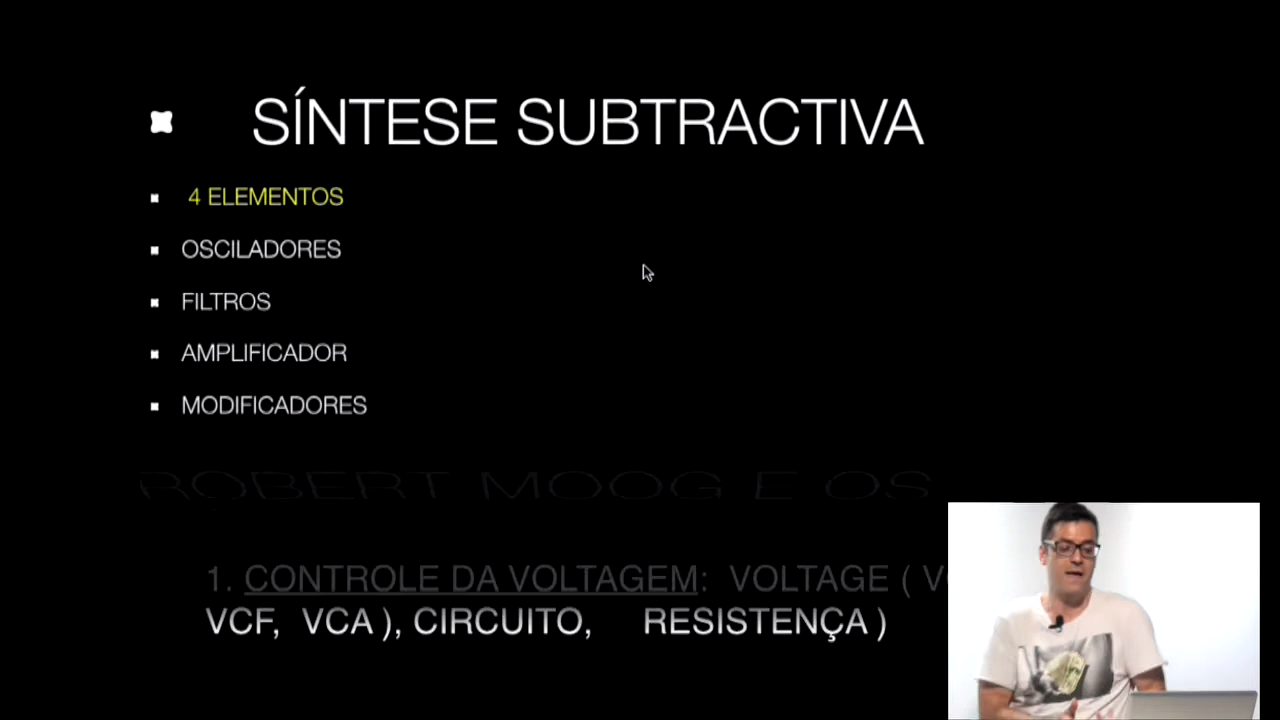 SÍNTESE SUBTRACTIVA
4 ELEMENTOS
OSCILADORES
FILTROS
AMPLIFICADOR
MODIFICADORES
ROBERT MOOG E OS
1. CONTROLE DA VOLTAGEM: VOLTAGE (
VCF, VCA ), CIRCUITO, RESISTENÇA )